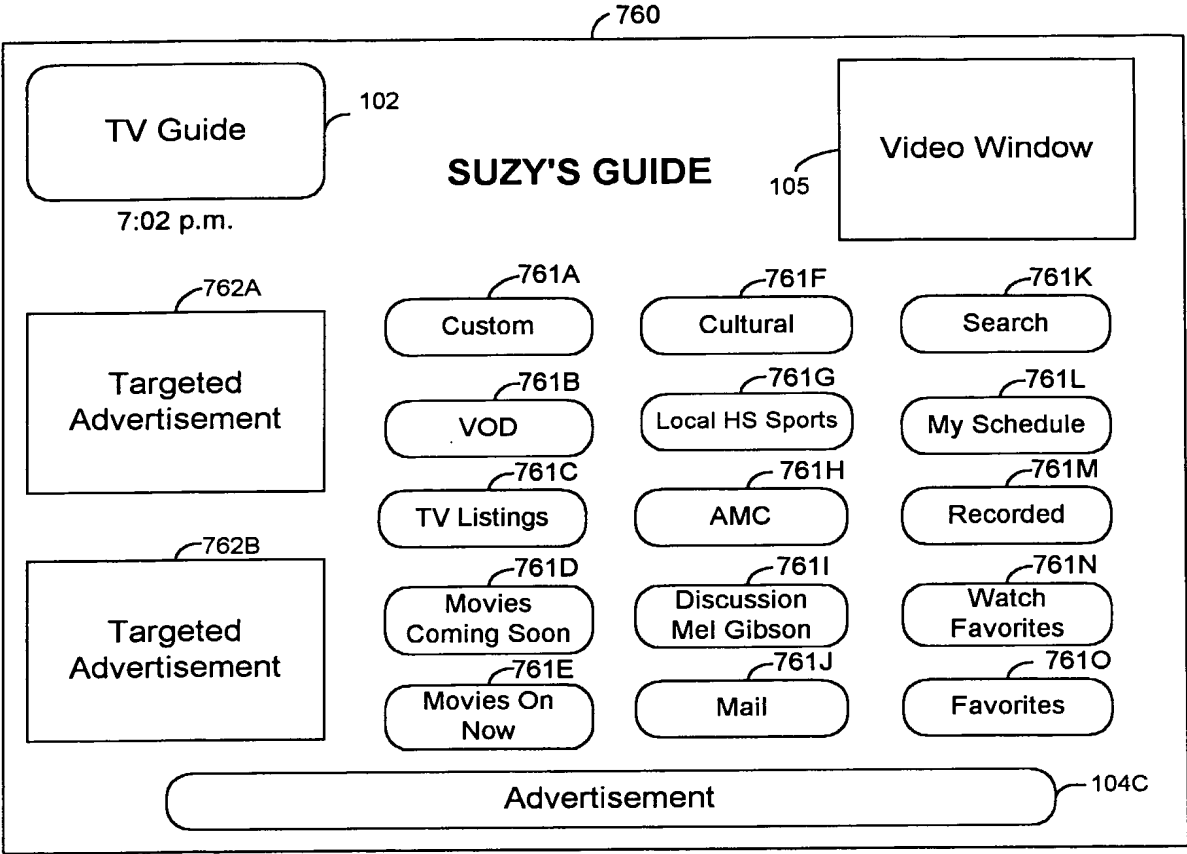 760
TV Guide
102
7:02 p.m.
SUZY'S GUIDE
Video Window
105
762A
Targeted
Advertisement
762B
Targeted
Advertisement
761A
Custom
761B
VOD
761C
TV Listings
761D
Movies
Coming Soon
761E
Movies On
Now
761F
Cultural
761G
Local HS Sports
761H
AMC
761I
Discussion
Mel Gibson
761J
Mail
761K
Search
761L
My Schedule
761M
Recorded
761N
Watch
Favorites
761O
Favorites
Advertisement
104C